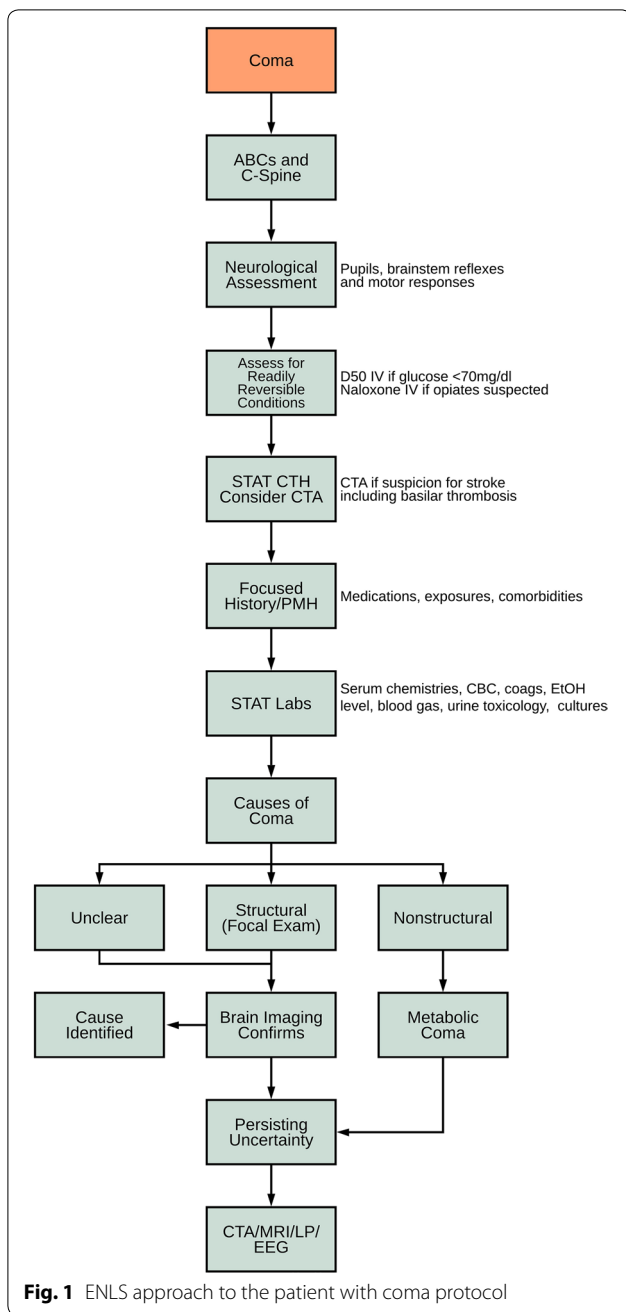 Coma
ABCs and
C-Spine
Neurological
Assessment
Pupils, brainstem reflexes
and motor responses
Assess for
Readily
Reversible
Conditions
D50 IV if glucose <70mg/dl
Naloxone IV if opiates suspected
STAT CTH
Consider CTA
CTA if suspicion for stroke
including basilar thrombosis
Focused
History/PMH
Medications, exposures, comorbidities
STAT Labs
Serum chemistries, CBC, coags, EtOH
level, blood gas, urine toxicology, cultures
Causes of
Coma
Unclear
Structural
(Focal Exam)
Nonstructural
Cause
Identified
Brain Imaging
Confirms
Metabolic
Coma
Persisting
Uncertainty
CTA/MRI/LP/
EEG
Fig. 1 ENLS approach to the patient with coma protocol